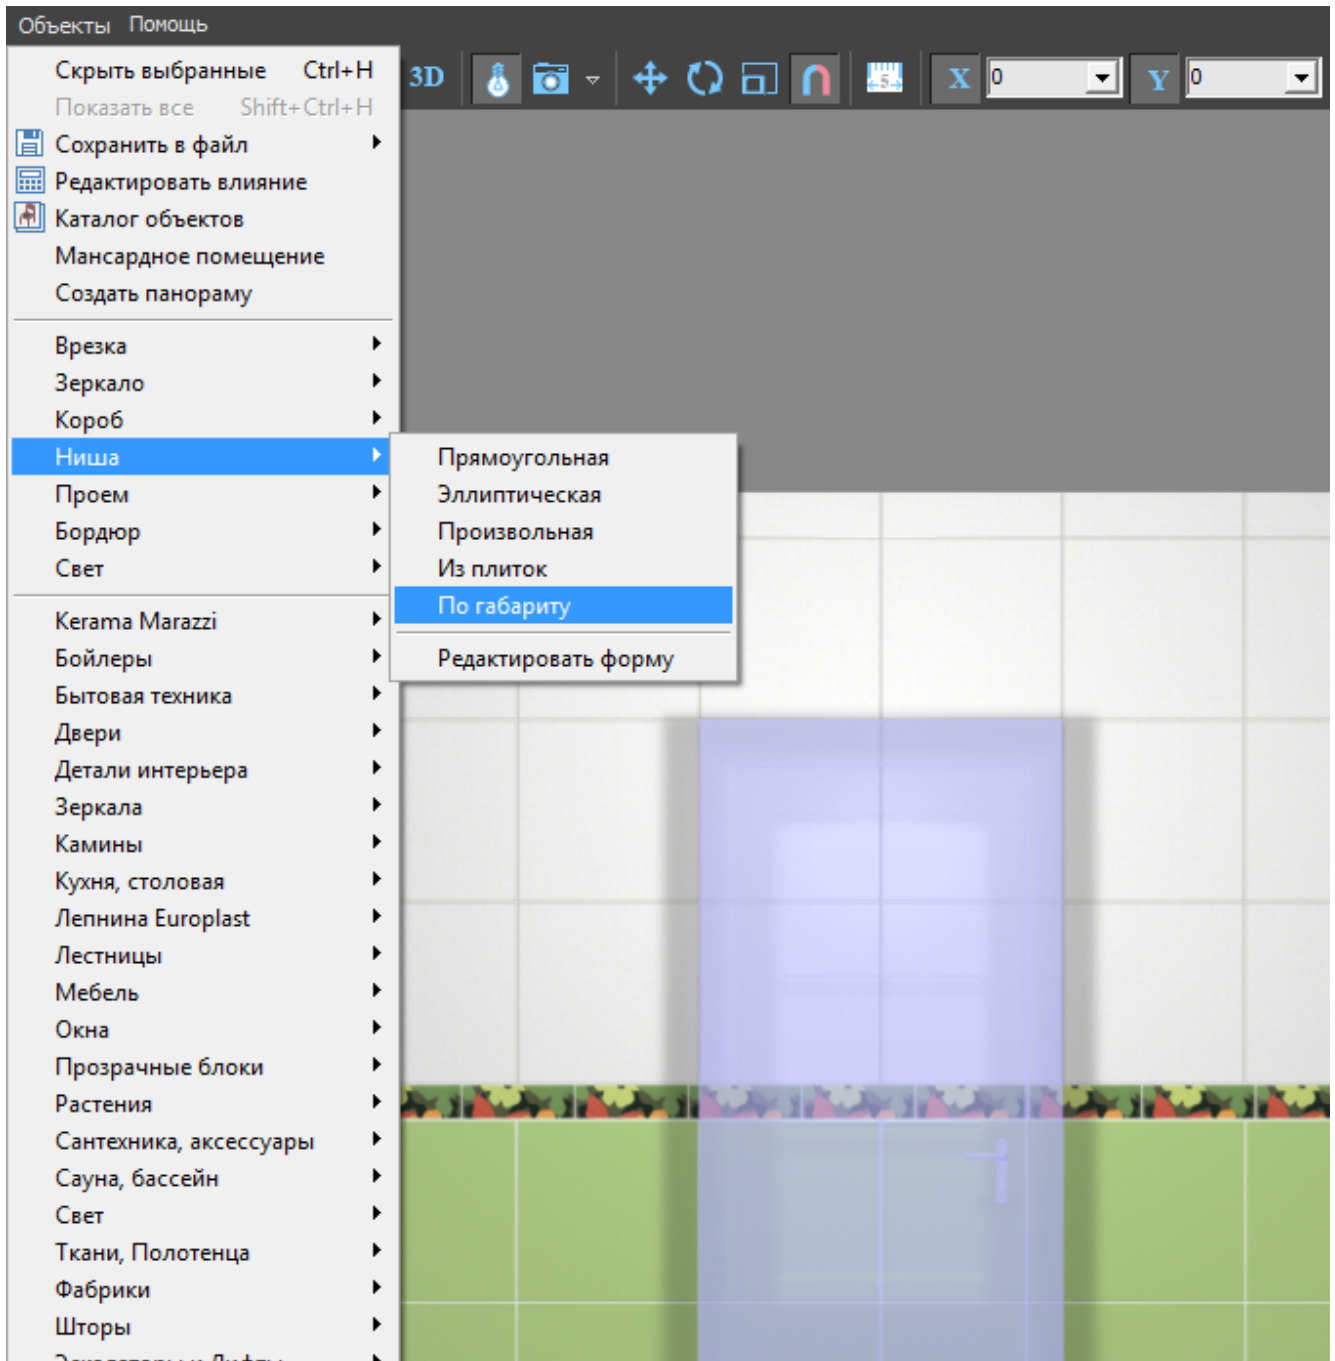 Объекты Помощь
Скрыть выбранные Ctrl+H
Показать все Shift+Ctrl+H
Сохранить в файл
Редактировать влияние
Каталог объектов
Мансардное помещение
Создать панораму
Врезка
Зеркало
Короб
Ниша
Проем
Бордюр
Свет
Kerama Marazzi
Бойлеры
Бытовая техника
Двери
Детали интерьера
Зеркала
Камины
Кухня, столовая
Лепнина Europlast
Лестницы
Мебель
Окна
Прозрачные блоки
Растения
Сантехника, аксессуары
Сауна, бассейн
Свет
Ткани, Полотенца
Фабрики
Шторы
Прямоугольная
Эллиптическая
Произвольная
Из плиток
По габариту
Редактировать форму
3D
5
X 0 Y 0